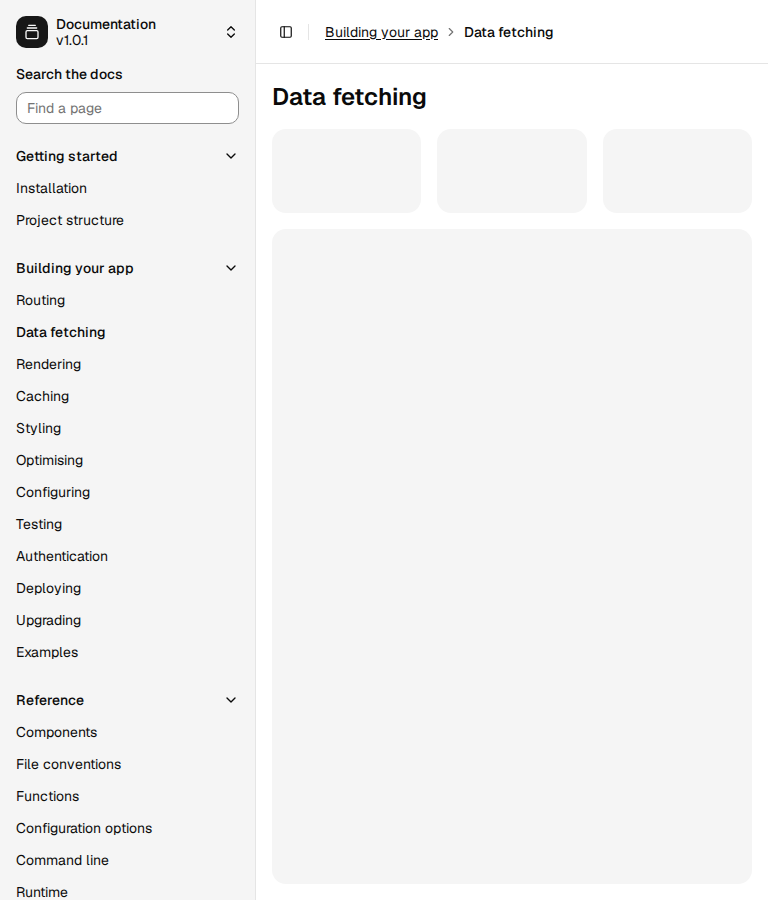 Documentation
v1.0.1
Search the docs
Find a page
Getting started
Installation
Project structure
Building your app
Routing
Data fetching
Rendering
Caching
Styling
Optimising
Configuring
Testing
Authentication
Deploying
Upgrading
Examples
Reference
Components
File conventions
Functions
Configuration options
Command line
Runtime
Building your app > Data fetching
Data fetching